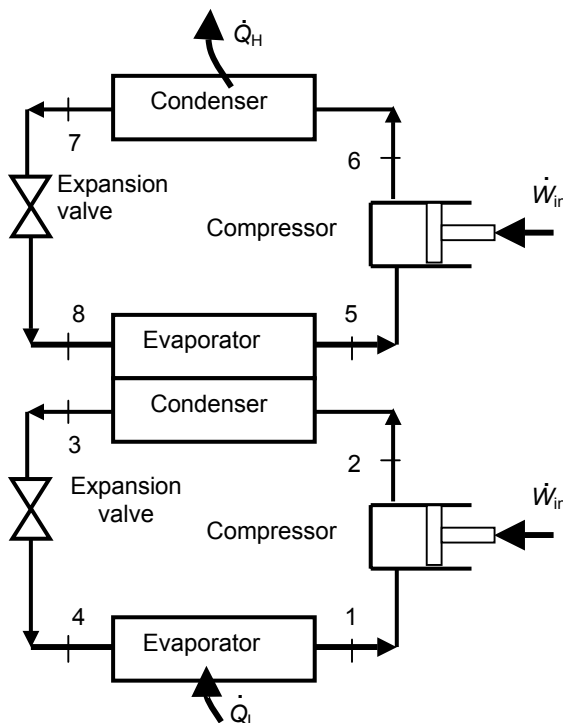 Q̇H
Condenser
7
6
Expansion
valve
Ẇin
Compressor
8
5
Evaporator
Condenser
3
2
Expansion
valve
Ẇin
Compressor
4
1
Evaporator
Q̇L